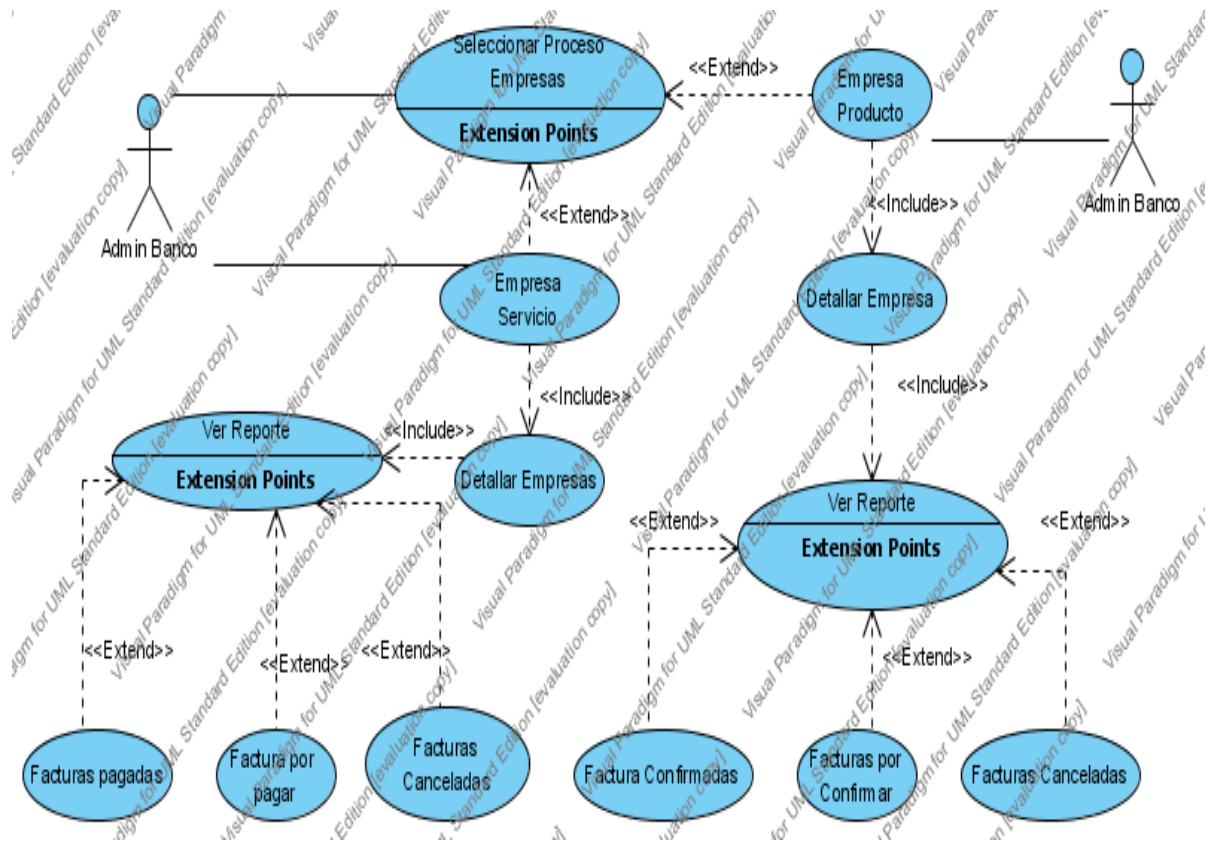 Seleccionar Proceso
Empresas
Extension Points
<<Extend>>
Empresa
Producto
Admin Banco
Admin Banco
<<Extend>>
<<Include>>
Empresa
Servicio
Detallar Empresa
<<Include>>
<<Include>>
Ver Reporte
Extension Points
<<Include>>
Detallar Empresas
Ver Reporte
Extension Points
<<Extend>>
<<Extend>>
<<Extend>>
<<Extend>>
<<Extend>>
<<Extend>>
Facturas pagadas
Factura por
pagar
Facturas
Canceladas
Factura Confirmadas
Facturas por
Confirmar
Facturas Canceladas
Visual Paradigm for UML Standard Edition [evaluation copy]